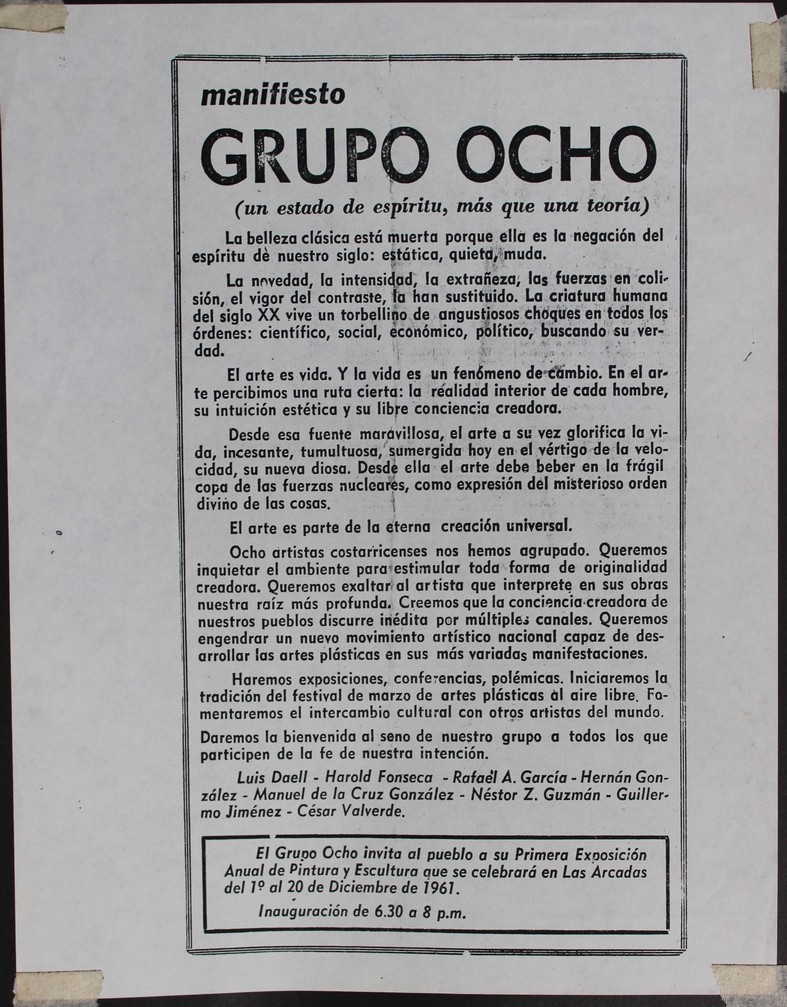 manifiesto
GRUPO OCHO
(un estado de espíritu, más que una teoría)
La belleza clásica está muerta porque ella es la negación del
espíritu de nuestro siglo: estática, quieta, muda.
La novedad, la intensidad, la extrañeza, las fuerzas en coli-
sión, el vigor del contraste, la han sustituido. La criatura humana
del siglo XX vive un torbellino de angustiosos choques en todos los
órdenes: científico, social, económico, político, buscando su ver-
dad.
El arte es vida. Y la vida es un fenómeno de cambio. En el ar-
te percibimos una ruta cierta: la realidad interior de cada hombre,
su intuición estética y su libre conciencia creadora.
Desde esa fuente maravillosa, el arte a su vez glorifica la vi-
da, incesante, tumultuosa, sumergida hoy en el vértigo de la velo-
cidad, su nueva diosa. Desde ella el arte debe beber en la frágil
copa de las fuerzas nucleares, como expresión del misterioso orden
divino de las cosas.
El arte es parte de la eterna creación universal.
Ocho artistas costarricenses nos hemos agrupado. Queremos
inquietar el ambiente para estimular toda forma de originalidad
creadora. Queremos exaltar al artista que interprete en sus obras
nuestra raíz más profunda. Creemos que la conciencia creadora de
nuestros pueblos discurre inédita por múltiples canales. Queremos
engendrar un nuevo movimiento artístico nacional capaz de des-
arrollar las artes plásticas en sus más variadas manifestaciones.
Haremos exposiciones, conferencias, polémicas. Iniciaremos la
tradición del festival de marzo de artes plásticas al aire libre. Fo-
mentaremos el intercambio cultural con otros artistas del mundo.
Daremos la bienvenida al seno de nuestro grupo a todos los que
participen de la fe de nuestra intención.
Luis Daell - Harold Fonseca - Rafael A. García - Hernán Gon-
zález - Manuel de la Cruz González - Néstor Z. Guzmán - Guiller-
mo Jiménez - César Valverde.
El Grupo Ocho invita al pueblo a su Primera Exposición
Anual de Pintura y Escultura que se celebrará en Las Arcadas
del 1º al 20 de Diciembre de 1961.
Inauguración de 6.30 a 8 p.m.